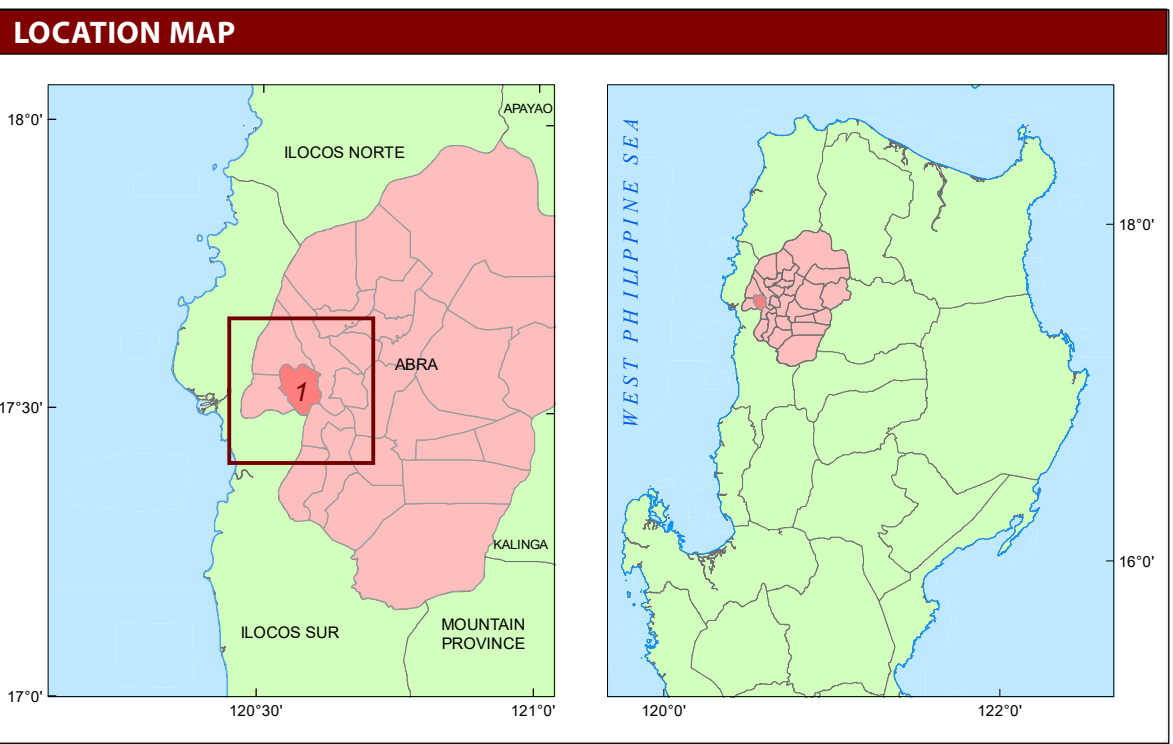 LOCATION MAP
18°0'
17°30'
17°0'
120°30'
121°0'
APAYAO
ILOCOS NORTE
ABRA
1
KALINGA
ILOCOS SUR
MOUNTAIN
PROVINCE
WEST PHILIPPINE SEA
18°0'
16°0'
120°0'
122°0'